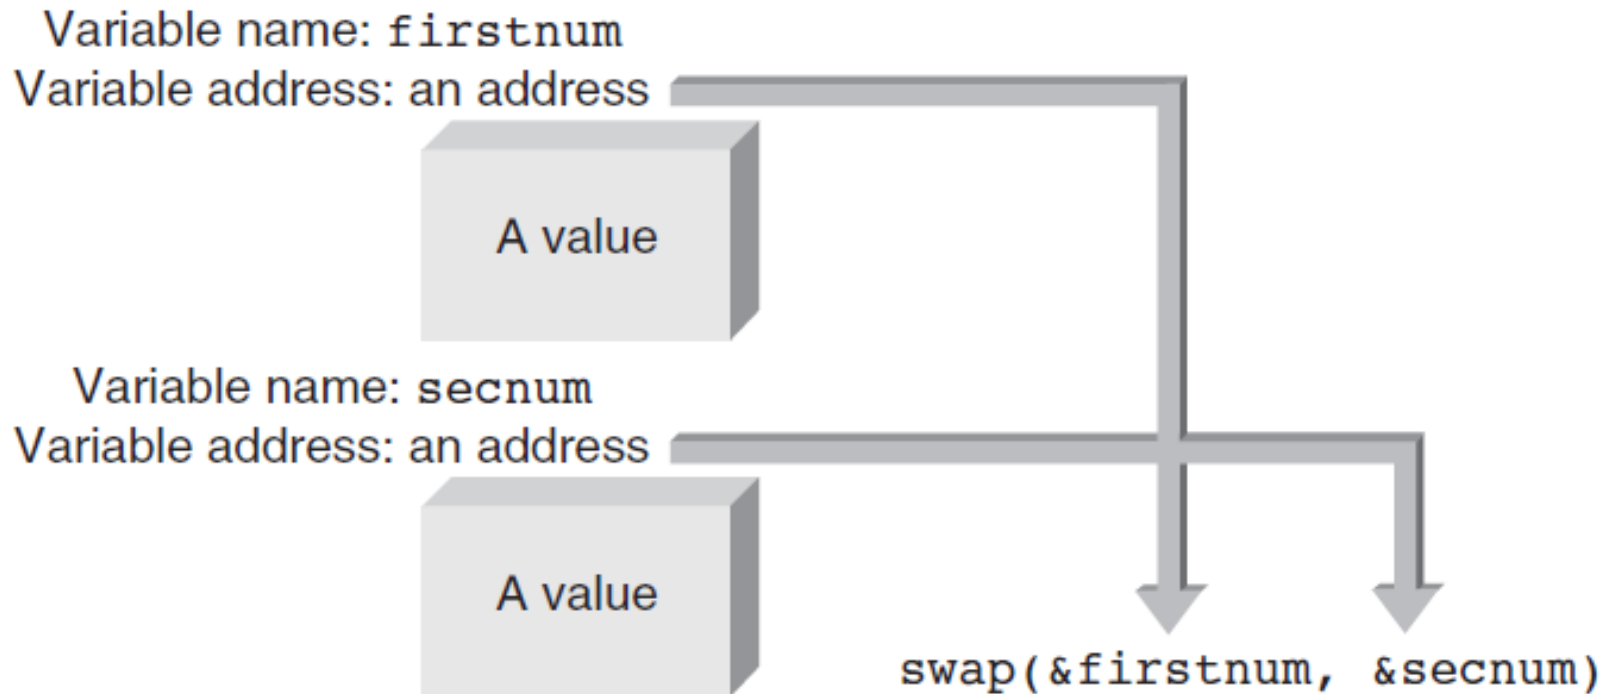 Variable name: firstnum
Variable address: an address
A value
Variable name: secnum
Variable address: an address
A value
swap(&firstnum, &secnum)